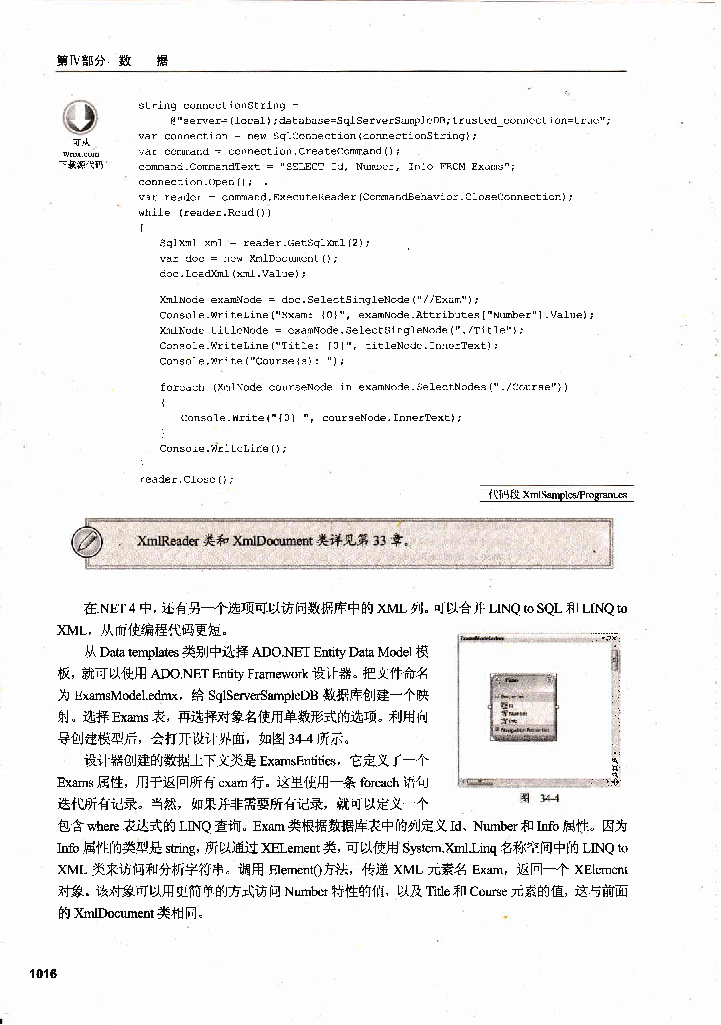 第Ⅳ部分 数 据
可从
wrox.com
下载源代码
string connectionString =
@"server=(local);database=SqlServerSampleDB;trusted_connection=true";
var connection = new SqlConnection(connectionString);
var command = connection.CreateCommand();
command.CommandText = "SELECT Id, Number, Info FROM Exams";
connection.Open();
var reader = command.ExecuteReader(CommandBehavior.CloseConnection);
while (reader.Read())
{
SqlXml xml = reader.GetSqlXml(2);
var doc = new XmlDocument();
doc.LoadXml(xml.Value);
XmlNode examNode = doc.SelectSingleNode("//Exam");
Console.WriteLine("Exam: {0}", examNode.Attributes["Number"].Value);
XmlNode titleNode = examNode.SelectSingleNode("./Title");
Console.WriteLine("Title: {0}", titleNode.InnerText);
Console.Write("Course(s): ");
foreach (XmlNode courseNode in examNode.SelectNodes("./Course"))
{
Console.Write("{0} ", courseNode.InnerText);
}
Console.WriteLine();
}
reader.Close();
代码段 XmlSamples/Program.cs
XmlReader 类和 XmlDocument 类详见第 33 章。
在.NET 4 中，还有另一个选项可以访问数据库中的 XML 列。可以合并 LINQ to SQL 和 LINQ to
XML，从而使编程代码更短。
从 Data templates 类别中选择 ADO.NET Entity Data Model 模
板，就可以使用 ADO.NET Entity Framework 设计器。把文件命名
为 ExamsModel.edmx，给 SqlServerSampleDB 数据库创建一个映
射。选择 Exams 表，再选择对象名使用单数形式的选项。利用向
导创建模型后，会打开设计界面，如图 34-4 所示。
设计器创建的数据上下文类是 ExamsEntities，它定义了一个
Exams 属性，用于返回所有 exam 行。这里使用一条 foreach 语句
迭代所有记录。当然，如果并非需要所有记录，就可以定义一个
ExamsModel.edmx
Exam
Properties
Id
Number
Info
Navigation Properties
图 34-4
包含 where 表达式的 LINQ 查询。Exam 类根据数据库表中的列定义 Id、Number 和 Info 属性。因为
Info 属性的类型是 string，所以通过 XELement 类，可以使用 System.Xml.Linq 名称空间中的 LINQ to
XML 类来访问和分析字符串。调用 Element()方法，传递 XML 元素名 Exam，返回一个 XElement
对象。该对象可以用更简单的方式访问 Number 特性的值，以及 Title 和 Course 元素的值，这与前面
的 XmlDocument 类相同。
1016